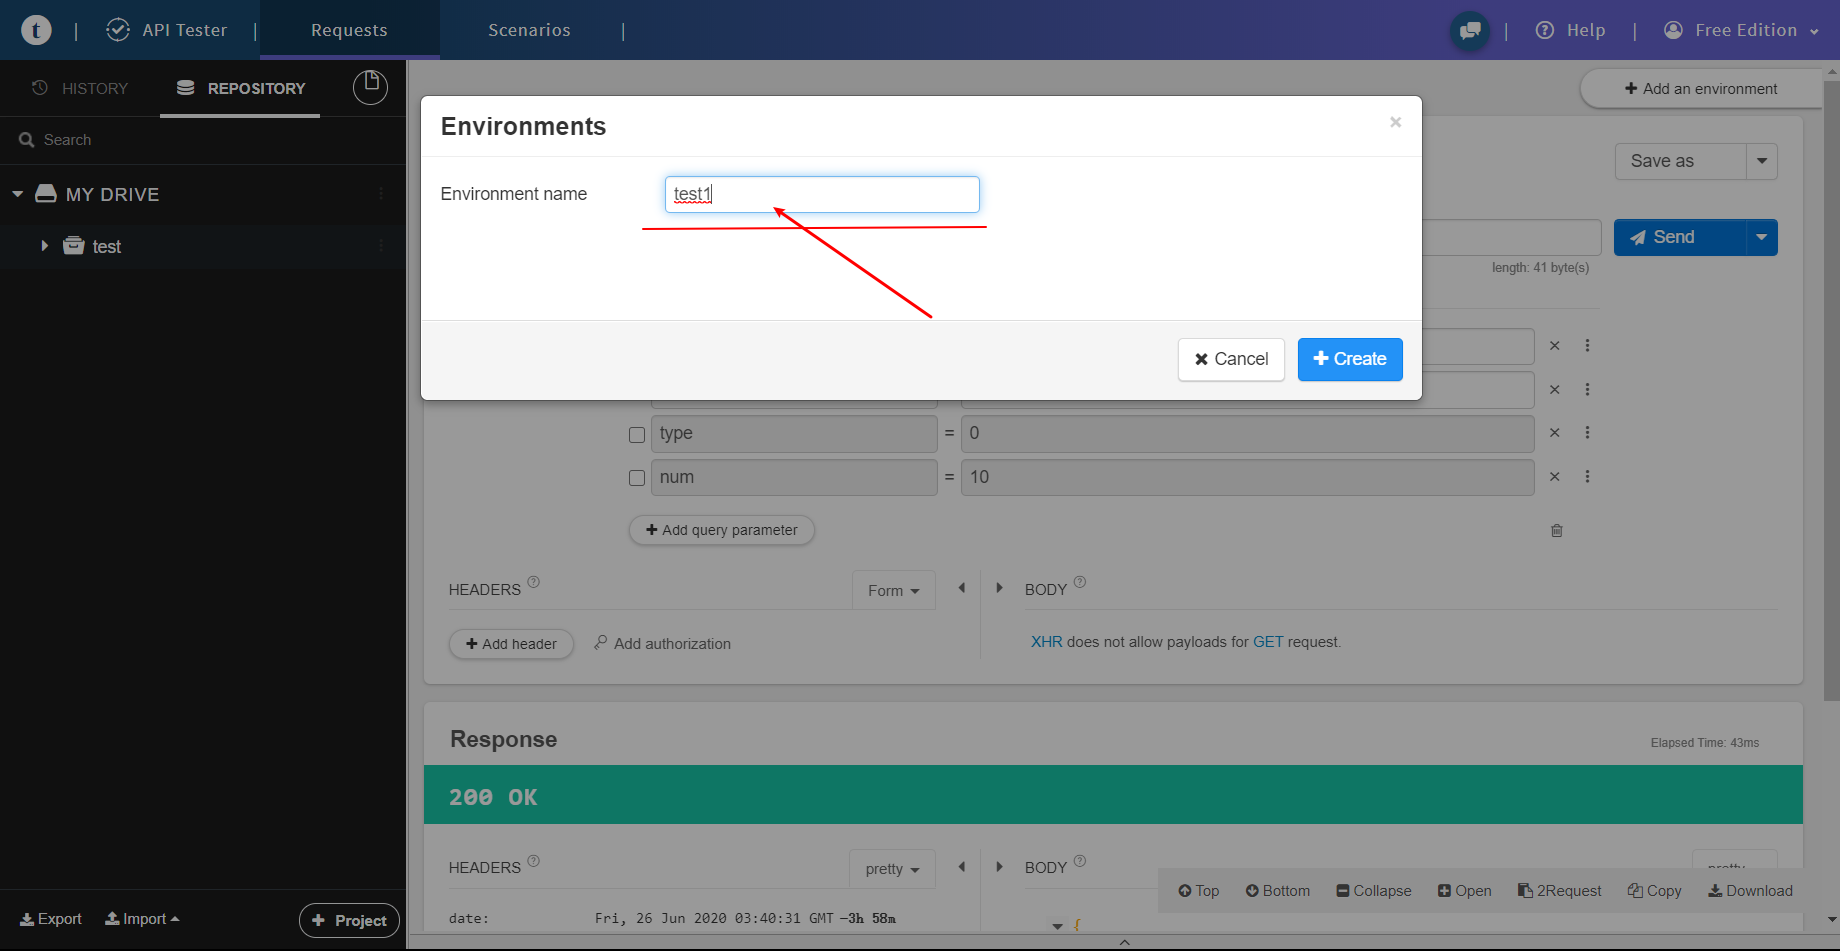 t | API Tester | Requests Scenarios | | Help | Free Edition
HISTORY REPOSITORY
+ Add an environment
Search
Environments ×
Save as
MY DRIVE
Environment name test1
test
Send
length: 41 byte(s)
Cancel + Create
type = 0
num = 10
+ Add query parameter
HEADERS ? Form BODY ?
+ Add header Add authorization
XHR does not allow payloads for GET request.
Response
Elapsed Time: 43ms
200 OK
HEADERS ? pretty BODY ? pretty
Top Bottom Collapse Open 2Request Copy Download
date: Fri, 26 Jun 2020 03:40:31 GMT −3h 58m
{
Export Import + Project